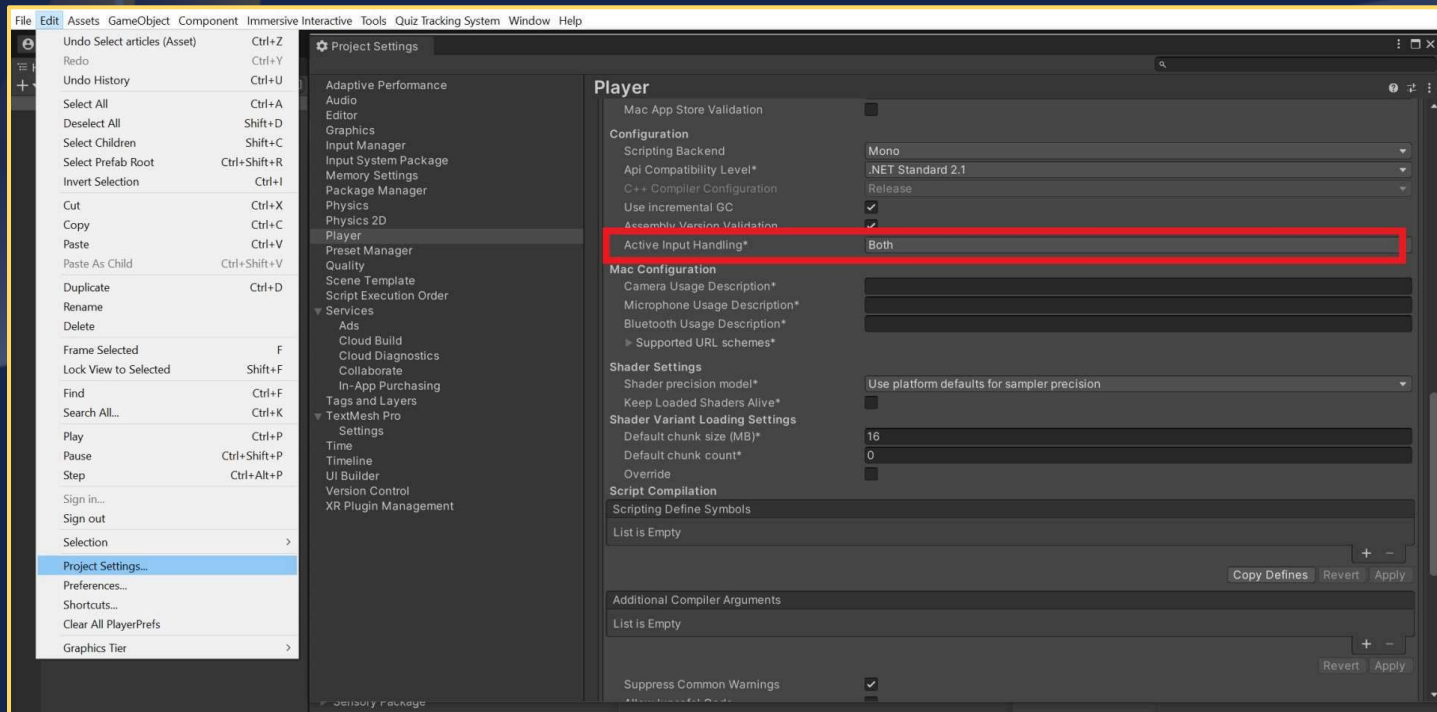 File Edit Assets GameObject Component Immersive Interactive Tools Quiz Tracking System Window Help
Undo Select articles (Asset) Ctrl+Z
Redo Ctrl+Y
Undo History Ctrl+U
Select All Ctrl+A
Deselect All Shift+D
Select Children Shift+C
Select Prefab Root Ctrl+Shift+R
Invert Selection Ctrl+I
Cut Ctrl+X
Copy Ctrl+C
Paste Ctrl+V
Paste As Child Ctrl+Shift+V
Duplicate Ctrl+D
Rename
Delete
Frame Selected F
Lock View to Selected Shift+F
Find Ctrl+F
Search All... Ctrl+K
Play Ctrl+P
Pause Ctrl+Shift+P
Step Ctrl+Alt+P
Sign in...
Sign out
Selection >
Project Settings...
Preferences...
Shortcuts...
Clear All PlayerPrefs
Graphics Tier >
Project Settings
Adaptive Performance
Audio
Editor
Graphics
Input Manager
Input System Package
Memory Settings
Package Manager
Physics
Physics 2D
Player
Preset Manager
Quality
Scene Template
Script Execution Order
Services
Ads
Cloud Build
Cloud Diagnostics
Collaborate
In-App Purchasing
Tags and Layers
TextMesh Pro
Settings
Time
Timeline
UI Builder
Version Control
XR Plugin Management
Player
Mac App Store Validation
Configuration
Scripting Backend Mono
Api Compatibility Level* .NET Standard 2.1
C++ Compiler Configuration Release
Use incremental GC
Assembly Version Validation
Active Input Handling* Both
Mac Configuration
Camera Usage Description*
Microphone Usage Description*
Bluetooth Usage Description*
Supported URL schemes*
Shader Settings
Shader precision model* Use platform defaults for sampler precision
Keep Loaded Shaders Alive*
Shader Variant Loading Settings
Default chunk size (MB)* 16
Default chunk count* 0
Override
Script Compilation
Scripting Define Symbols
List is Empty
+ −
Copy Defines Revert Apply
Additional Compiler Arguments
List is Empty
+ −
Revert Apply
Suppress Common Warnings
Sensory Package